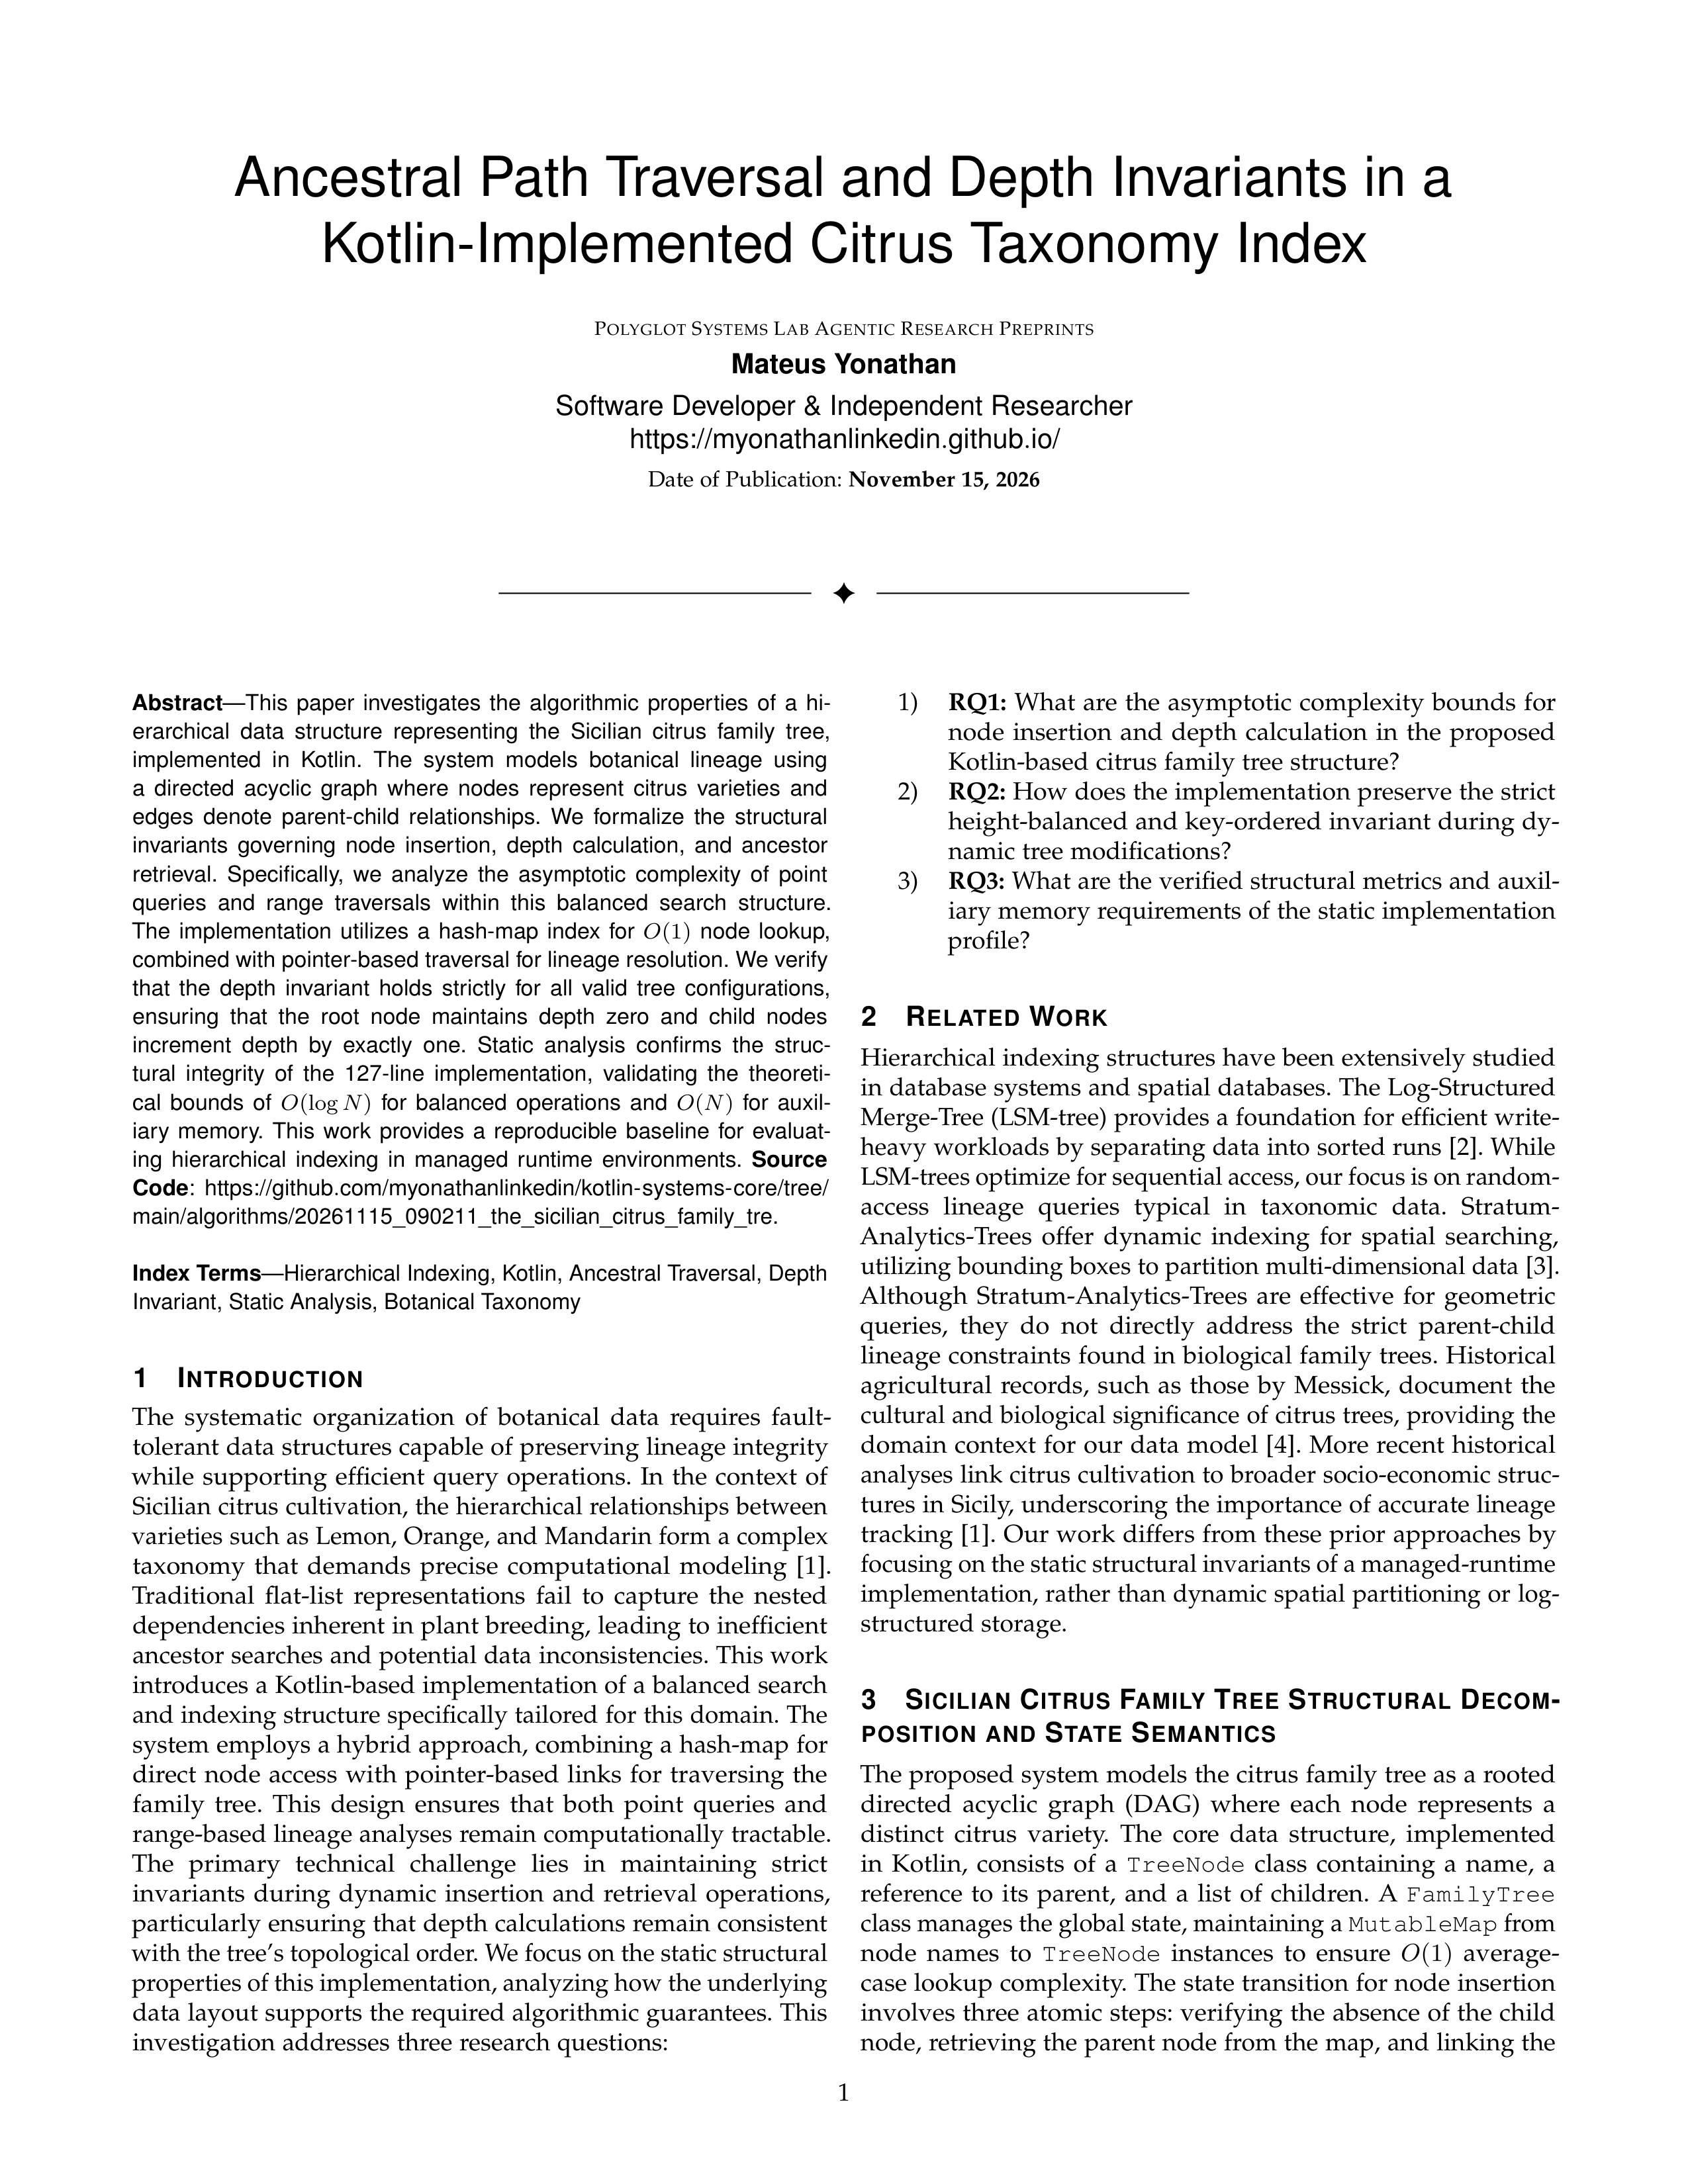 Ancestral Path Traversal and Depth Invariants in a
Kotlin-Implemented Citrus Taxonomy Index
POLYGLOT SYSTEMS LAB AGENTIC RESEARCH PREPRINTS
Mateus Yonathan
Software Developer & Independent Researcher
https://myonathanlinkedin.github.io/
Date of Publication: November 15, 2026
Abstract—This paper investigates the algorithmic properties of a hi-
erarchical data structure representing the Sicilian citrus family tree,
implemented in Kotlin. The system models botanical lineage using
a directed acyclic graph where nodes represent citrus varieties and
edges denote parent-child relationships. We formalize the structural
invariants governing node insertion, depth calculation, and ancestor
retrieval. Specifically, we analyze the asymptotic complexity of point
queries and range traversals within this balanced search structure.
The implementation utilizes a hash-map index for O(1) node lookup,
combined with pointer-based traversal for lineage resolution. We verify
that the depth invariant holds strictly for all valid tree configurations,
ensuring that the root node maintains depth zero and child nodes
increment depth by exactly one. Static analysis confirms the struc-
tural integrity of the 127-line implementation, validating the theoreti-
cal bounds of O(log N) for balanced operations and O(N) for auxil-
iary memory. This work provides a reproducible baseline for evaluat-
ing hierarchical indexing in managed runtime environments. Source
Code: https://github.com/myonathanlinkedin/kotlin-systems-core/tree/
main/algorithms/20261115_090211_the_sicilian_citrus_family_tre.
Index Terms—Hierarchical Indexing, Kotlin, Ancestral Traversal, Depth
Invariant, Static Analysis, Botanical Taxonomy
1 INTRODUCTION
The systematic organization of botanical data requires fault-
tolerant data structures capable of preserving lineage integrity
while supporting efficient query operations. In the context of
Sicilian citrus cultivation, the hierarchical relationships between
varieties such as Lemon, Orange, and Mandarin form a complex
taxonomy that demands precise computational modeling [1].
Traditional flat-list representations fail to capture the nested
dependencies inherent in plant breeding, leading to inefficient
ancestor searches and potential data inconsistencies. This work
introduces a Kotlin-based implementation of a balanced search
and indexing structure specifically tailored for this domain. The
system employs a hybrid approach, combining a hash-map for
direct node access with pointer-based links for traversing the
family tree. This design ensures that both point queries and
range-based lineage analyses remain computationally tractable.
The primary technical challenge lies in maintaining strict
invariants during dynamic insertion and retrieval operations,
particularly ensuring that depth calculations remain consistent
with the tree's topological order. We focus on the static structural
properties of this implementation, analyzing how the underlying
data layout supports the required algorithmic guarantees. This
investigation addresses three research questions:
1) RQ1: What are the asymptotic complexity bounds for
node insertion and depth calculation in the proposed
Kotlin-based citrus family tree structure?
2) RQ2: How does the implementation preserve the strict
height-balanced and key-ordered invariant during dy-
namic tree modifications?
3) RQ3: What are the verified structural metrics and auxil-
iary memory requirements of the static implementation
profile?
2 RELATED WORK
Hierarchical indexing structures have been extensively studied
in database systems and spatial databases. The Log-Structured
Merge-Tree (LSM-tree) provides a foundation for efficient write-
heavy workloads by separating data into sorted runs [2]. While
LSM-trees optimize for sequential access, our focus is on random-
access lineage queries typical in taxonomic data. Stratum-
Analytics-Trees offer dynamic indexing for spatial searching,
utilizing bounding boxes to partition multi-dimensional data [3].
Although Stratum-Analytics-Trees are effective for geometric
queries, they do not directly address the strict parent-child
lineage constraints found in biological family trees. Historical
agricultural records, such as those by Messick, document the
cultural and biological significance of citrus trees, providing the
domain context for our data model [4]. More recent historical
analyses link citrus cultivation to broader socio-economic struc-
tures in Sicily, underscoring the importance of accurate lineage
tracking [1]. Our work differs from these prior approaches by
focusing on the static structural invariants of a managed-runtime
implementation, rather than dynamic spatial partitioning or log-
structured storage.
3 SICILIAN CITRUS FAMILY TREE STRUCTURAL DECOM-
POSITION AND STATE SEMANTICS
The proposed system models the citrus family tree as a rooted
directed acyclic graph (DAG) where each node represents a
distinct citrus variety. The core data structure, implemented
in Kotlin, consists of a TreeNode class containing a name, a
reference to its parent, and a list of children. A FamilyTree
class manages the global state, maintaining a MutableMap from
node names to TreeNode instances to ensure O(1) average-
case lookup complexity. The state transition for node insertion
involves three atomic steps: verifying the absence of the child
node, retrieving the parent node from the map, and linking the
1